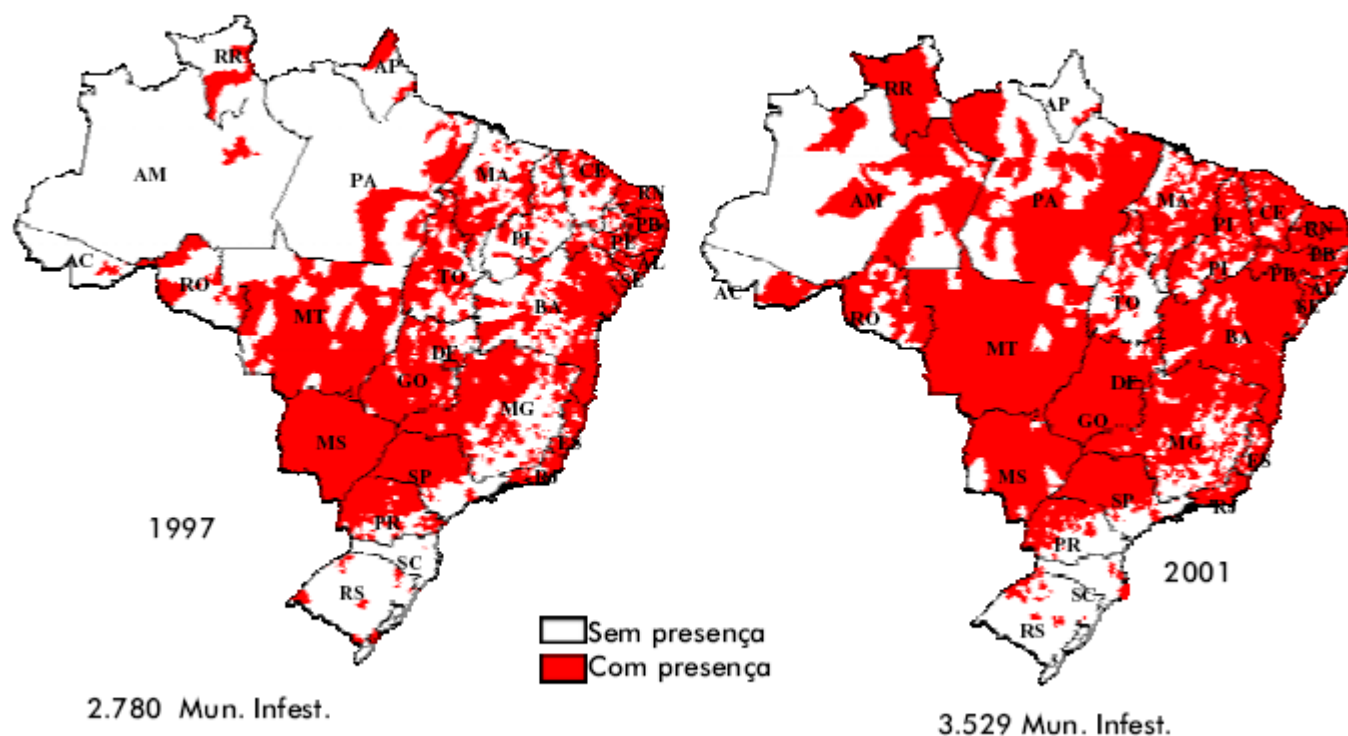 RR
AP
AM
PA
MA
CE
RN
PB
PI
PE
AL
SE
AC
RO
TO
BA
MT
DF
GO
MG
MS
ES
SP
RJ
PR
SC
RS
1997
2.780 Mun. Infest.
Sem presença
Com presença
RR
AP
AM
PA
MA
CE
PI
RN
PB
PI
PB
AL
SE
AC
RO
TO
BA
MT
DF
GO
MG
MS
ES
SP
RJ
PR
SC
RS
2001
3.529 Mun. Infest.